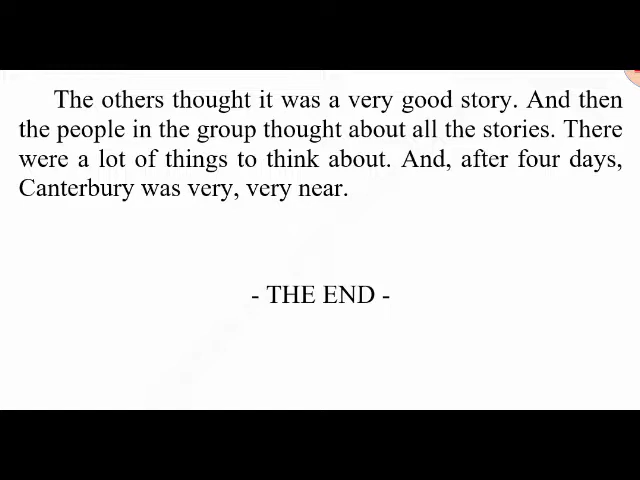 The others thought it was a very good story. And then
the people in the group thought about all the stories. There
were a lot of things to think about. And, after four days,
Canterbury was very, very near.
- THE END -